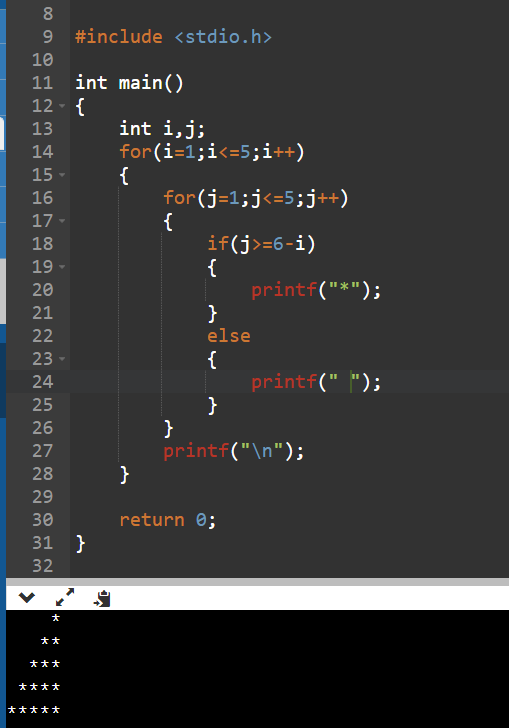 8
9 #include <stdio.h>
10
11 int main()
12 {
13     int i,j;
14     for(i=1;i<=5;i++)
15     {
16         for(j=1;j<=5;j++)
17         {
18             if(j>=6-i)
19             {
20                 printf("*");
21             }
22             else
23             {
24                 printf(" ");
25             }
26         }
27         printf("\n");
28     }
29
30     return 0;
31 }
32
    *
   **
  ***
 ****
*****